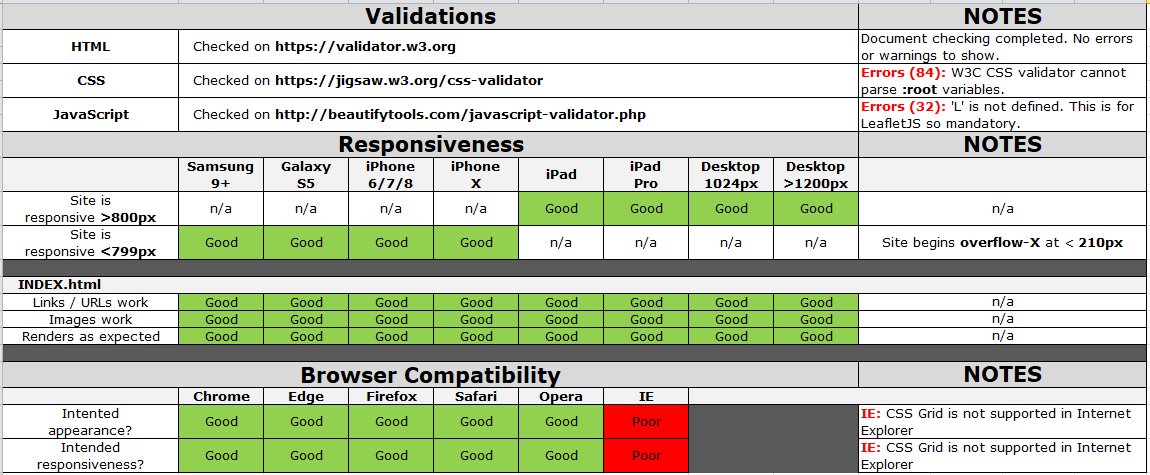 Validations NOTES
HTML Checked on https://validator.w3.org Document checking completed. No errors
or warnings to show.
CSS Checked on https://jigsaw.w3.org/css-validator Errors (84): W3C CSS validator cannot
parse :root variables.
JavaScript Checked on http://beautifytools.com/javascript-validator.php Errors (32): 'L' is not defined. This is for
LeafletJS so mandatory.
Responsiveness NOTES
Samsung Galaxy iPhone iPhone iPad iPad Desktop Desktop
9+ S5 6/7/8 X Pro 1024px >1200px
Site is
responsive >800px n/a n/a n/a n/a Good Good Good Good n/a
Site is
responsive <799px Good Good Good Good n/a n/a n/a n/a Site begins overflow-X at < 210px
INDEX.html
Links / URLs work Good Good Good Good Good Good Good Good n/a
Images work Good Good Good Good Good Good Good Good n/a
Renders as expected Good Good Good Good Good Good Good Good n/a
Browser Compatibility NOTES
Chrome Edge Firefox Safari Opera IE
Intented
appearance? Good Good Good Good Good Poor IE: CSS Grid is not supported in Internet
Explorer
Intended
responsiveness? Good Good Good Good Good Poor IE: CSS Grid is not supported in Internet
Explorer